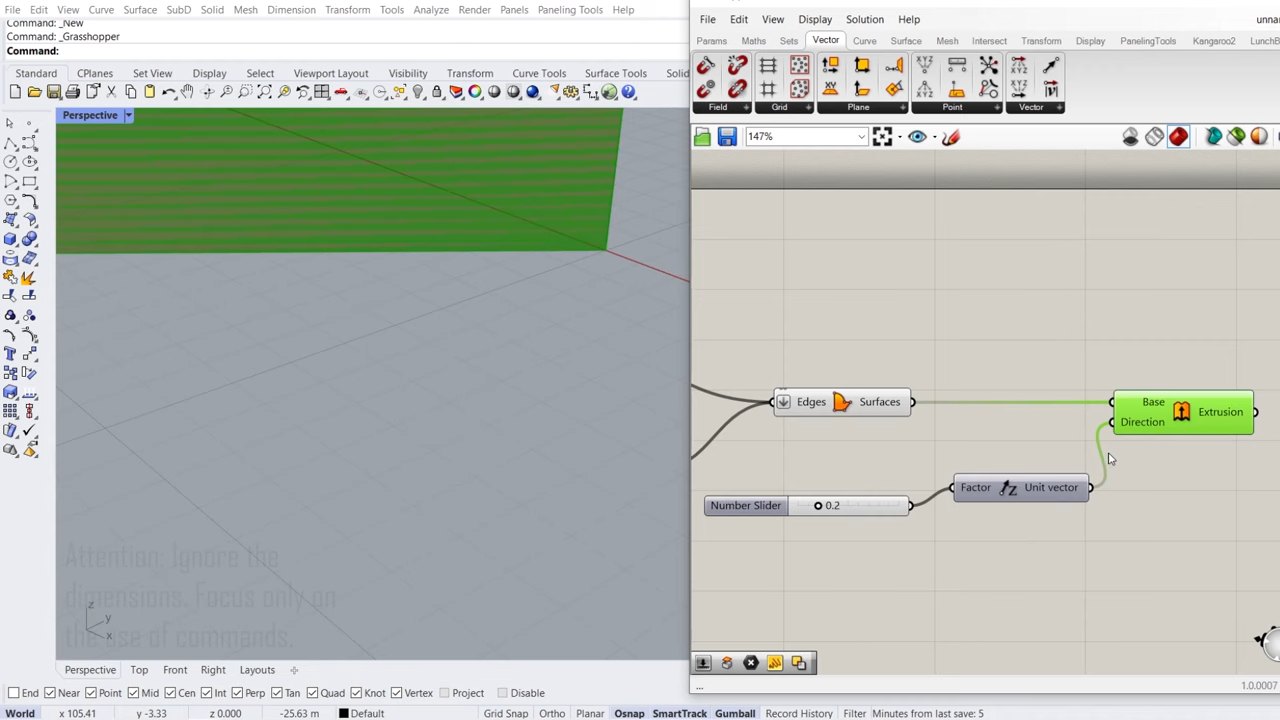 File Edit View Curve Surface SubD Solid Mesh Dimension Transform Tools Analyze Render Panels Paneling Tools Help
Command: _New
Command: _Grasshopper
Command:
Standard CPlanes Set View Display Select Viewport Layout Visibility Transform Curve Tools Surface Tools Solid
Perspective
File Edit View Display Solution Help
unna
Params Maths Sets Vector Curve Surface Mesh Intersect Transform Display PanelingTools Kangaroo2 LunchB
Field Grid Plane Point Vector
147%
Edges Surfaces
Base
Direction
Extrusion
Factor Unit vector
Number Slider 0.2
Attention: Ignore the
dimensions. Focus only on
the use of commands.
z
y
x
Perspective Top Front Right Layouts
...
1.0.0007
End Near Point Mid Cen Int Perp Tan Quad Knot Vertex Project Disable
World x 105.41 y -3.33 z 0.000 -25.63 m Default Grid Snap Ortho Planar Osnap SmartTrack Gumball Record History Filter Minutes from last save: 5